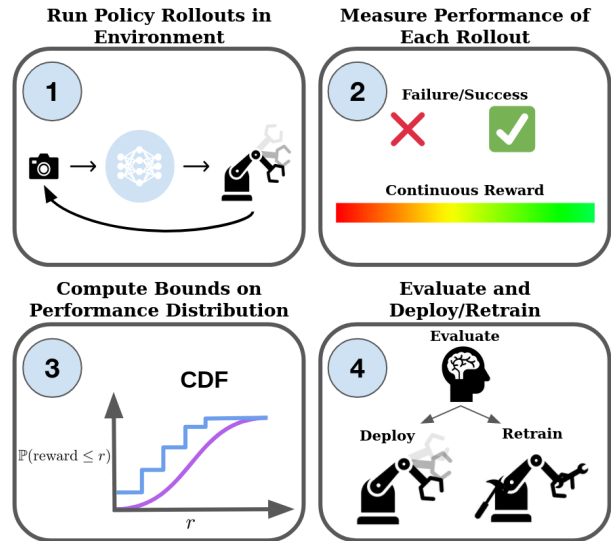 Run Policy Rollouts in
Environment
1
Measure Performance of
Each Rollout
2
Failure/Success
Continuous Reward
Compute Bounds on
Performance Distribution
3
CDF
ℙ(reward ≤ r)
r
Evaluate and
Deploy/Retrain
4
Evaluate
Deploy
Retrain